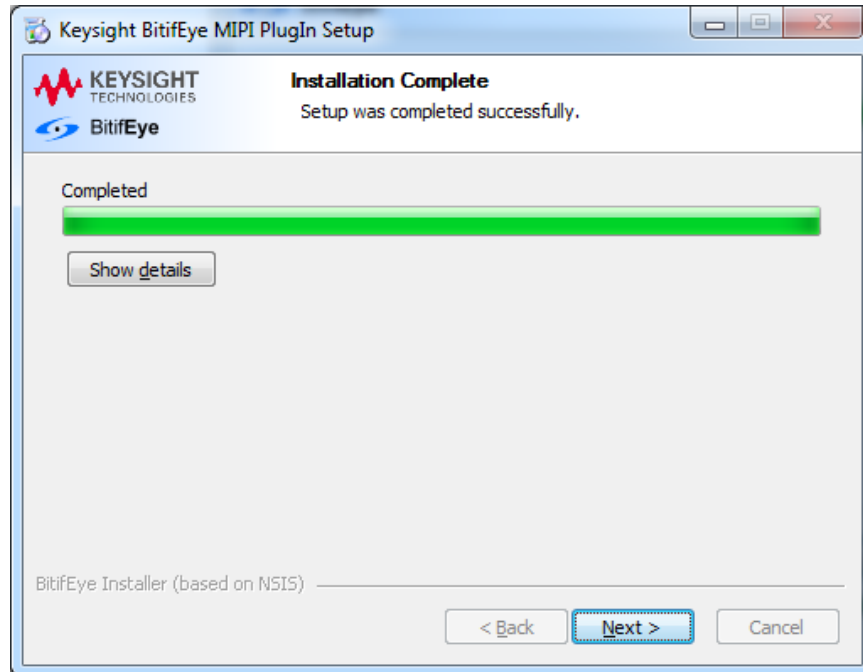 Keysight BitifEye MIPI PlugIn Setup
KEYSIGHT
TECHNOLOGIES
BitifEye
Installation Complete
Setup was completed successfully.
Completed
Show details
BitifEye Installer (based on NSIS)
< Back
Next >
Cancel